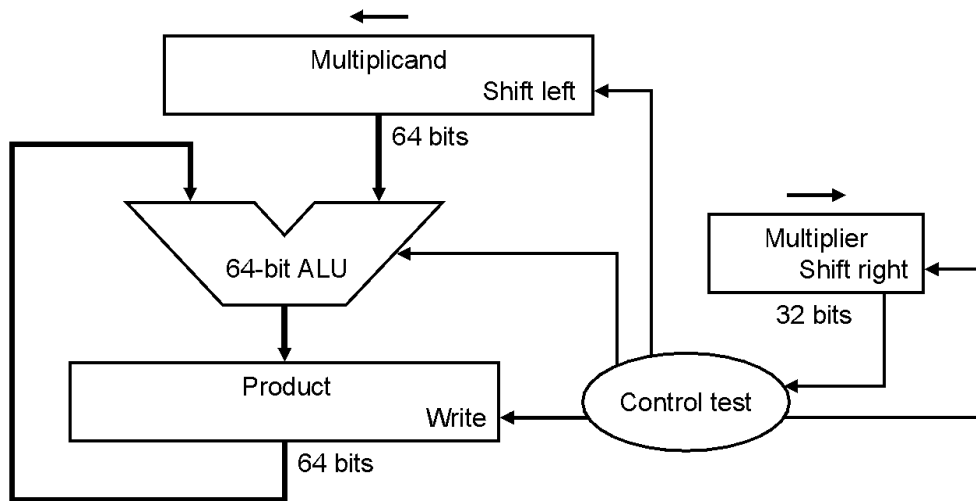 Multiplicand
Shift left
64 bits
64-bit ALU
Multiplier
Shift right
32 bits
Product
Write
Control test
64 bits